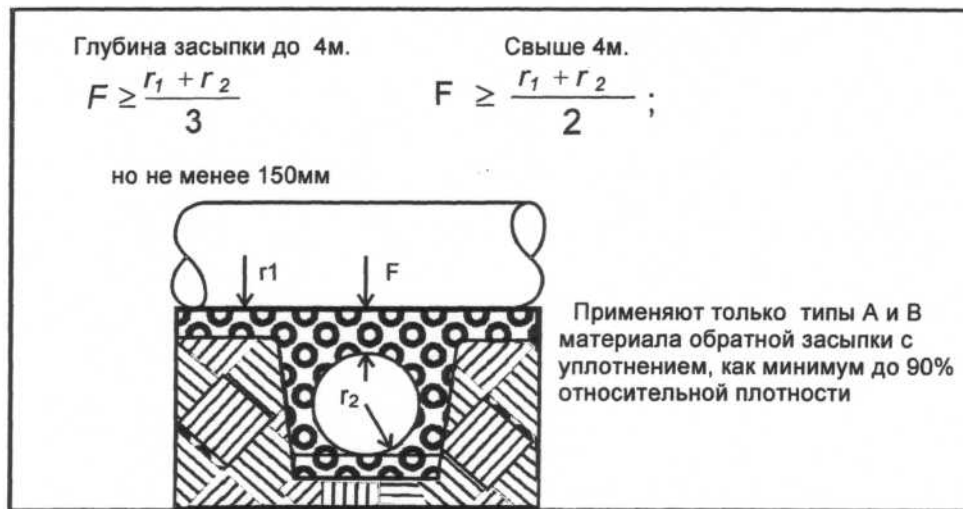 Глубина засыпки до 4м.
F ≥ r₁ + r₂ / 3
Свыше 4м.
F ≥ r₁ + r₂ / 2 ;
но не менее 150мм
r1
F
r₂
Применяют только типы А и В
материала обратной засыпки с
уплотнением, как минимум до 90%
относительной плотности